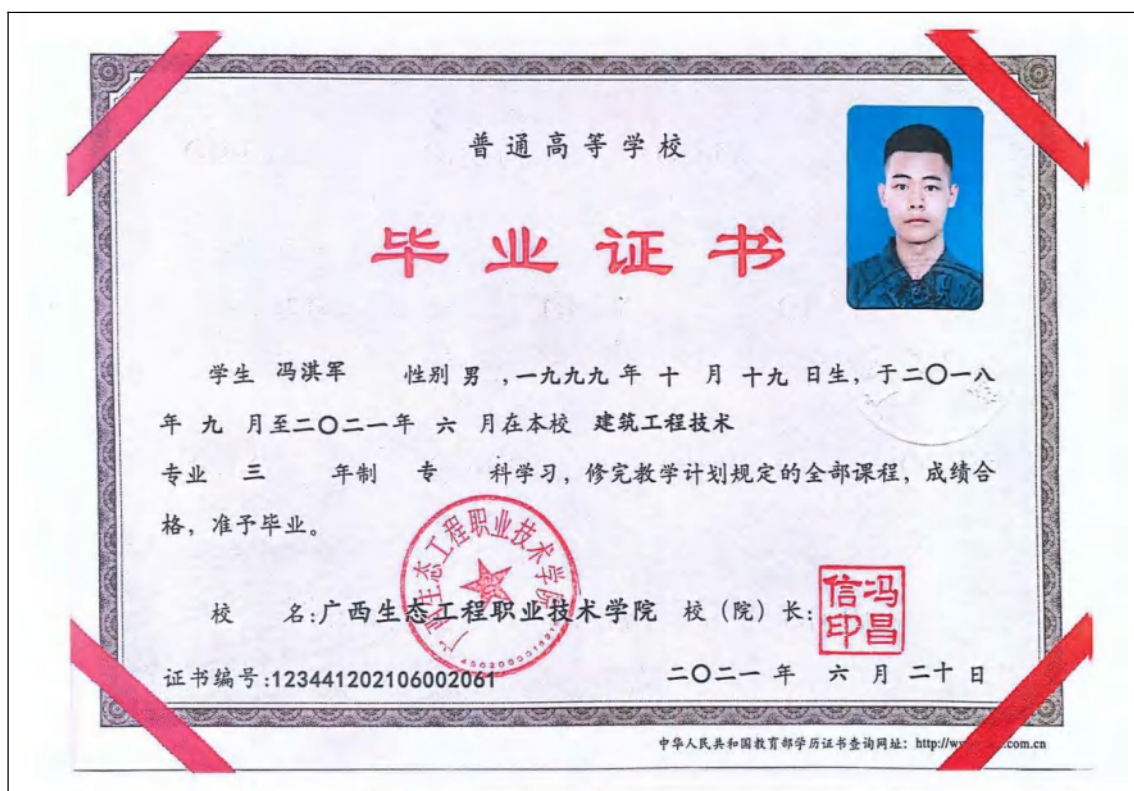 普通高等学校
毕业证书
学生 冯洪军 性别 男 ,一九九九 年 十 月 十九 日生, 于二〇一八
年 九 月至二〇二一年 六 月在本校 建筑工程技术
专业 三 年制 专 科学习, 修完教学计划规定的全部课程, 成绩合
格, 准予毕业。
广西生态工程职业技术学院
校 名:广西生态工程职业技术学院 校（院）长:
冯昌信印
证书编号:123441202106002061 二〇二一 年 六 月 二十 日
中华人民共和国教育部学历证书查询网址: http://w .com.cn